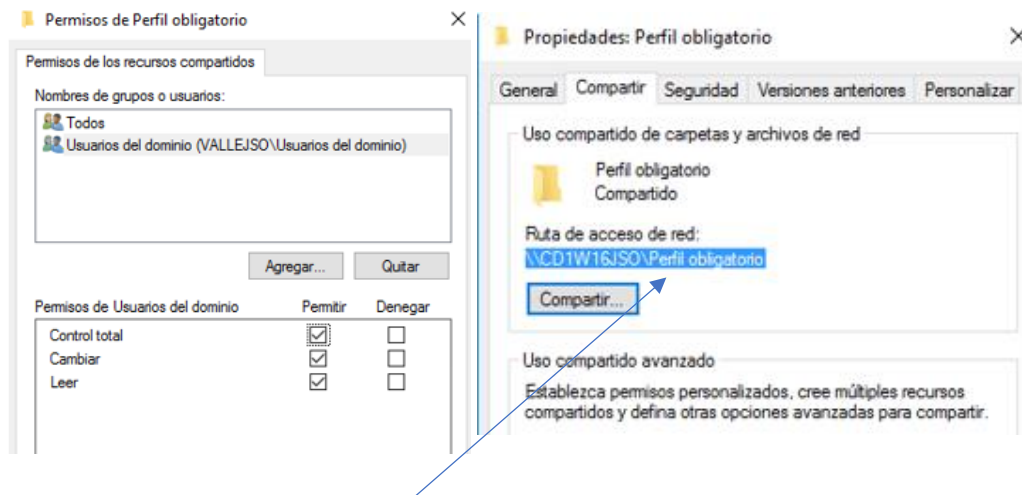 Permisos de Perfil obligatorio
Permisos de los recursos compartidos
Nombres de grupos o usuarios:
Todos
Usuarios del dominio (VALLEJSO\Usuarios del dominio)
Agregar...
Quitar
Permisos de Usuarios del dominio
Permitir
Denegar
Control total
Cambiar
Leer
Propiedades: Perfil obligatorio
General
Compartir
Seguridad
Versiones anteriores
Personalizar
Uso compartido de carpetas y archivos de red
Perfil obligatorio
Compartido
Ruta de acceso de red:
\\CD1W16JSO\Perfil obligatorio
Compartir...
Uso compartido avanzado
Establezca permisos personalizados, cree múltiples recursos
compartidos y defina otras opciones avanzadas para compartir.